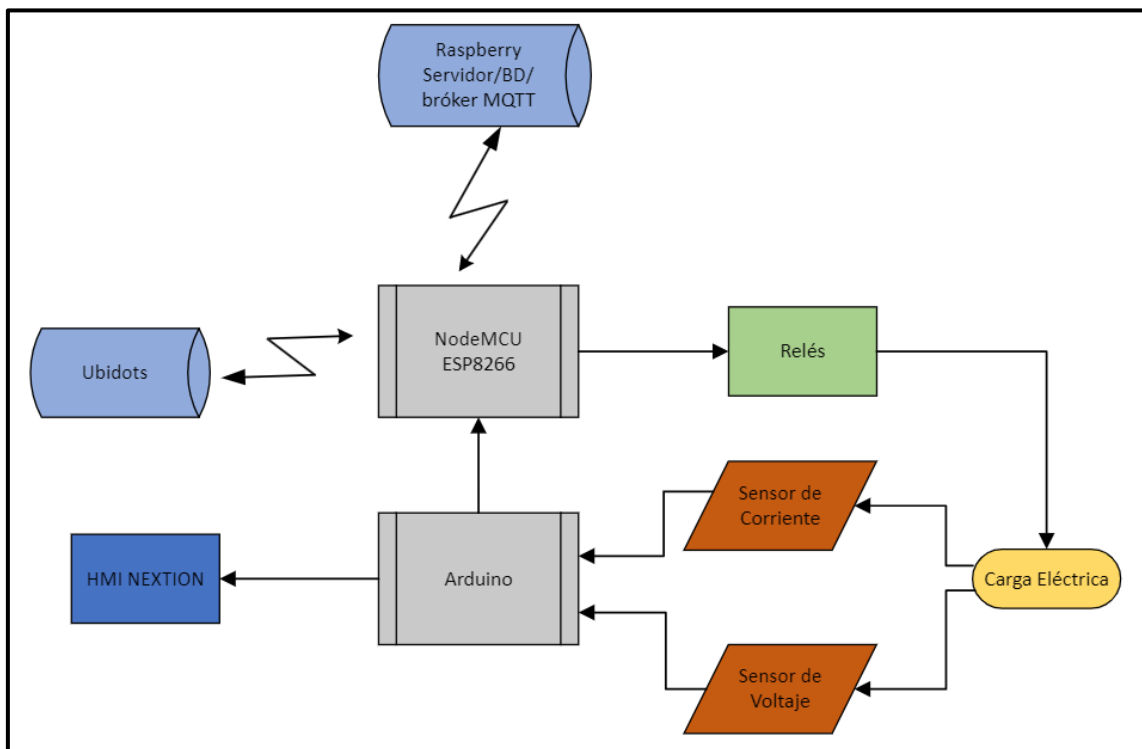 Raspberry
Servidor/BD/
bróker MQTT
NodeMCU
ESP8266
Relés
Ubidots
Sensor de
Corriente
HMI NEXTION
Arduino
Carga Eléctrica
Sensor de
Voltaje